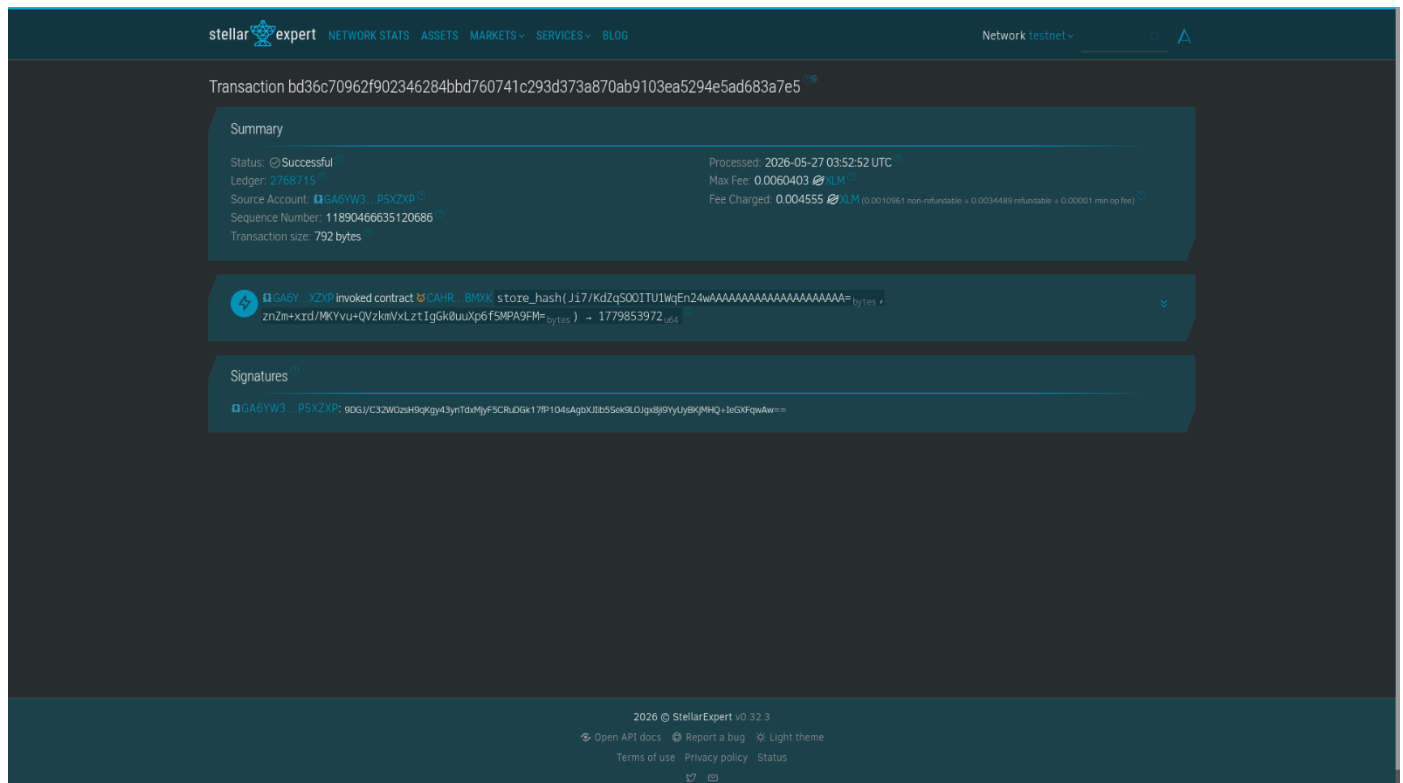 stellar expert NETWORK STATS ASSETS MARKETS SERVICES BLOG Network testnet
Transaction bd36c70962f902346284bbd760741c293d373a870ab9103ea5294e5ad683a7e5
Summary
Status: Successful
Ledger: 2768715
Source Account: GA6YW3...P5XZXP
Sequence Number: 11890466635120686
Transaction size: 792 bytes
Processed: 2026-05-27 03:52:52 UTC
Max Fee: 0.0060403 XLM
Fee Charged: 0.004555 XLM (0.0010961 non-refundable + 0.0034489 refundable + 0.00001 min op fee)
GA6Y...XZXP invoked contract CAHR...BMXK store_hash(Ji7/KdZqSOOITU1WqEn24wAAAAAAAAAAAAAAAAAAAAA=bytes,
znZm+xrd/MKYvu+QVzkmVxLztIgGk0uuXp6f5MPA9FM=bytes) → 1779853972u64
Signatures
GA6YW3...P5XZXP: 9DGJ/C32WOzsH9qKgy43ynTdxMjyF5CRuDGk17fP1O4sAgbXJIib5Sek9LOJgx8ji9YyUyBKjMHQ+IeGXFqwAw==
2026 © StellarExpert v0.32.3
Open API docs Report a bug Light theme
Terms of use Privacy policy Status